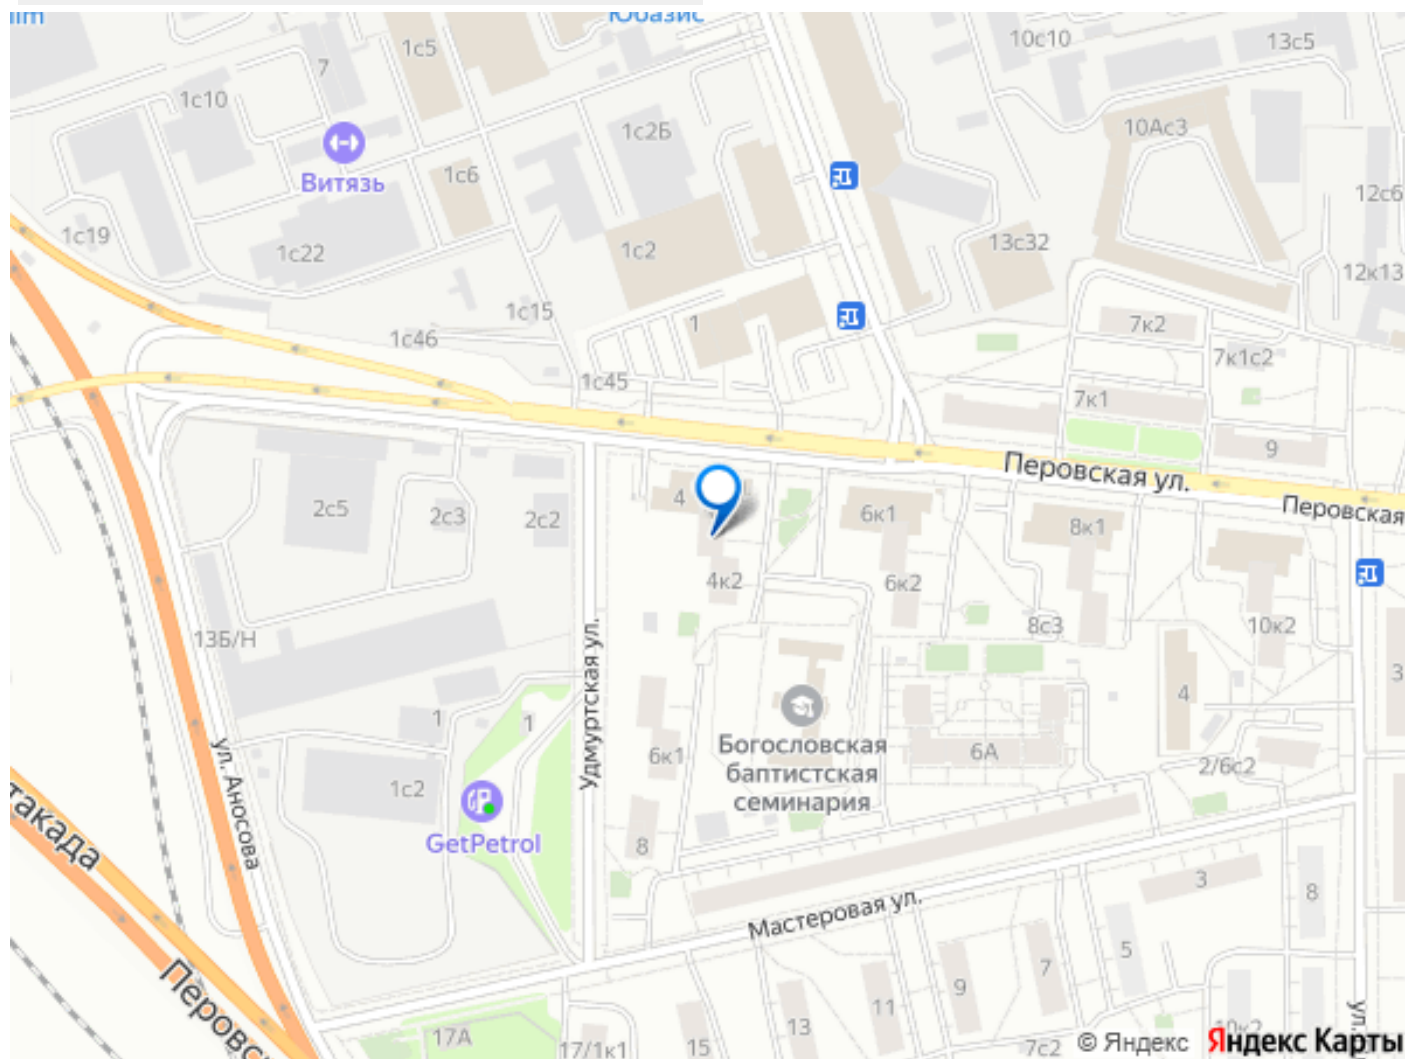 Юбазис
1с5
10с10
13с5
7
1с10
1с2Б
10Ас3
Витязь
1с6
12с6
1с19
1с22
1с2
13с32
12к13
1с15
1
7к2
1с46
7к1с2
1с45
7к1
9
Перовская ул.
Перовская
4
2с5
2с3
2с2
6к1
8к1
4к2
6к2
13Б/Н
8с3
10к2
Удмуртская ул.
3
4
1
1
Богословская
баптистская
семинария
6к1
6А
2/6с2
ул. Аносова
1с2
GetPetrol
8
3
8
Мастеровая ул.
5
7
9
11
13
15
17А
17/1к1
7с2
10к2
ул.
© Яндекс
Яндекс Карты